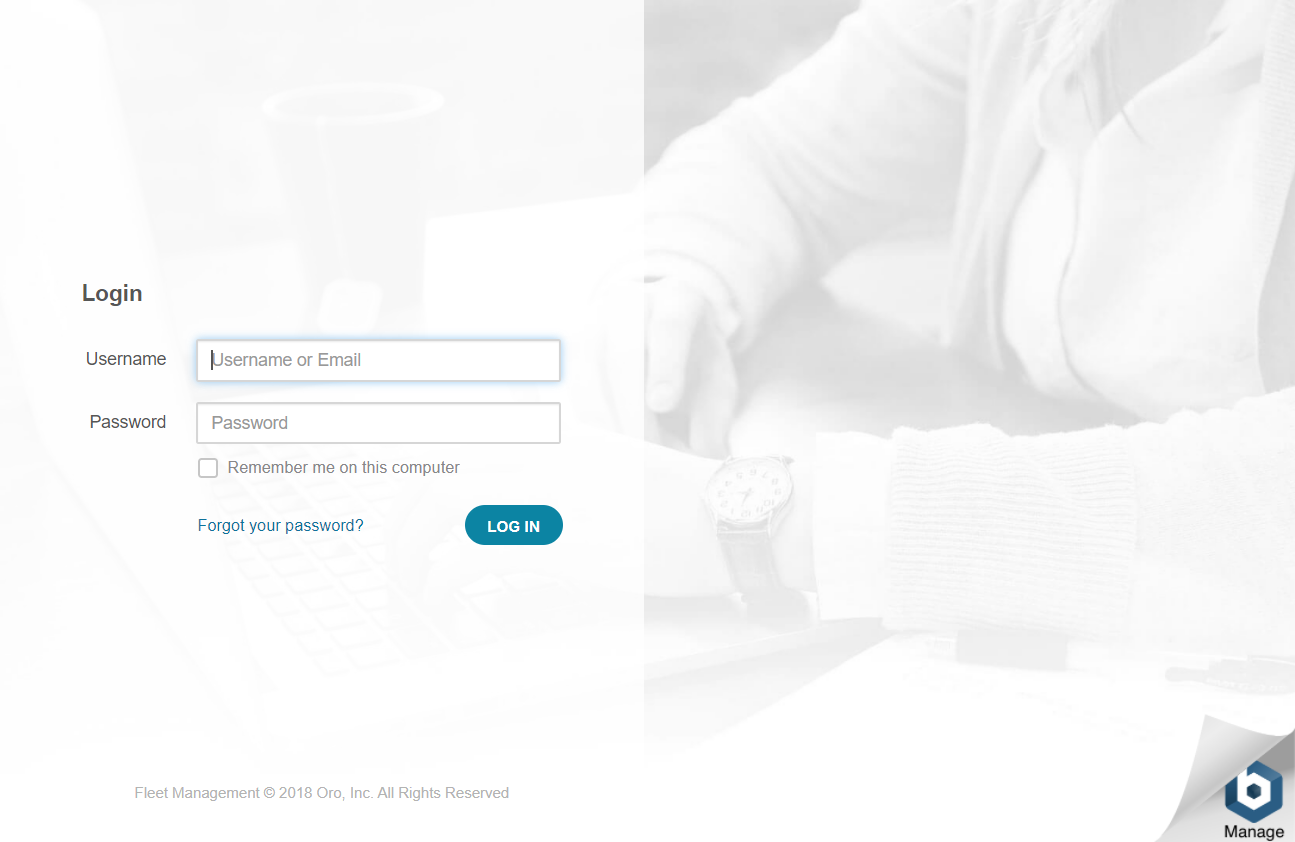 Login
Username
Username or Email
Password
Password
Remember me on this computer
Forgot your password?
LOG IN
Fleet Management © 2018 Oro, Inc. All Rights Reserved
b
Manage